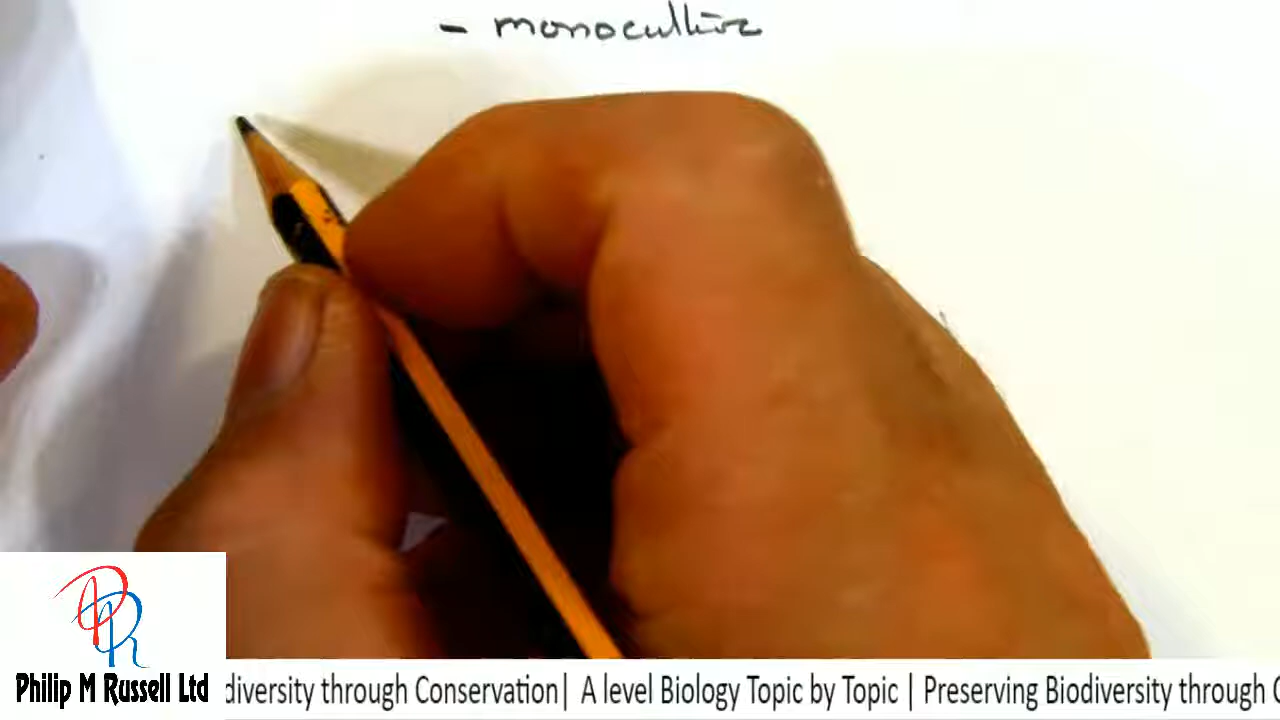 - monoculture
Philip M Russell Ltd
diversity through Conservation| A level Biology Topic by Topic | Preserving Biodiversity through